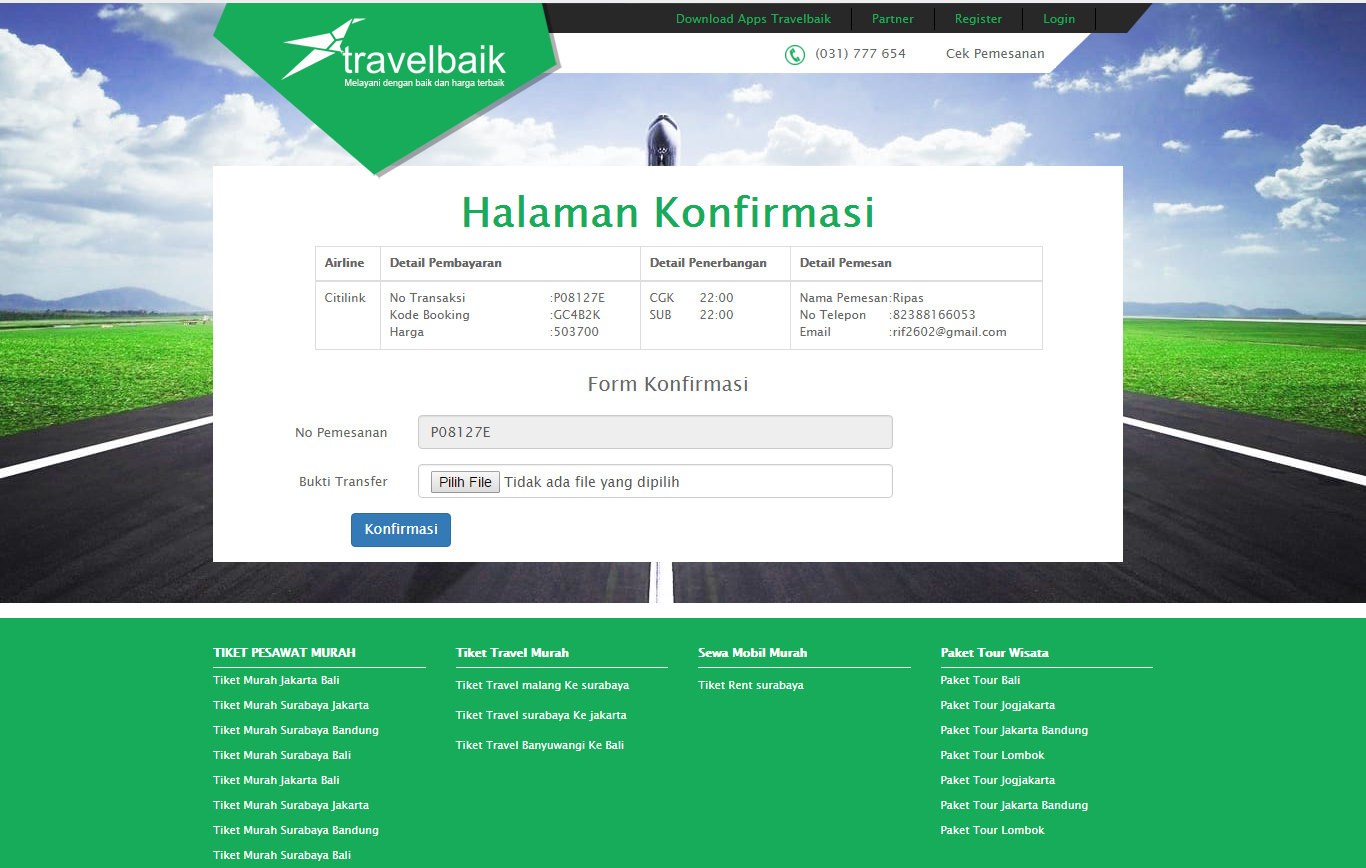 Download Apps Travelbaik Partner Register Login
travelbaik
Melayani dengan baik dan harga terbaik
(031) 777 654 Cek Pemesanan
Halaman Konfirmasi
Airline Detail Pembayaran Detail Penerbangan Detail Pemesan
Citilink No Transaksi :P08127E CGK 22:00 Nama Pemesan :Ripas
Kode Booking :GC4B2K SUB 22:00 No Telepon :82388166053
Harga :503700 Email :rif2602@gmail.com
Form Konfirmasi
No Pemesanan P08127E
Bukti Transfer Pilih File Tidak ada file yang dipilih
Konfirmasi
TIKET PESAWAT MURAH
Tiket Murah Jakarta Bali
Tiket Murah Surabaya Jakarta
Tiket Murah Surabaya Bandung
Tiket Murah Surabaya Bali
Tiket Murah Jakarta Bali
Tiket Murah Surabaya Jakarta
Tiket Murah Surabaya Bandung
Tiket Murah Surabaya Bali
Tiket Travel Murah
Tiket Travel malang Ke surabaya
Tiket Travel surabaya Ke jakarta
Tiket Travel Banyuwangi Ke Bali
Sewa Mobil Murah
Tiket Rent surabaya
Paket Tour Wisata
Paket Tour Bali
Paket Tour Jogjakarta
Paket Tour Jakarta Bandung
Paket Tour Lombok
Paket Tour Jogjakarta
Paket Tour Jakarta Bandung
Paket Tour Lombok